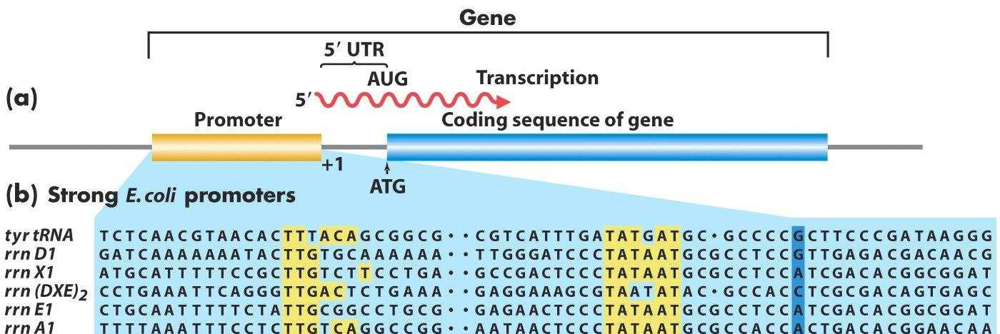 Gene
5′ UTR
AUG Transcription
(a) 5′
Promoter Coding sequence of gene
+1
ATG
(b) Strong E. coli promoters
tyr tRNA TCTCAACGTAACACTTTACAGCGGCG··CGTCATTTGATATGATGC·GCCCCGCTTCCCGATAAGGG
rrn D1 GATCAAAAAAATACTTGTGCAAAAAA··TTGGGATCCCTATAATGCGCCTCCGTTGAGACGACAACG
rrn X1 ATGCATTTTTCCGCTTGTCTTCCTGA··GCCGACTCCCTATAATGCGCCTCCATCGACACGGCGGAT
rrn (DXE)2 CCTGAAATTCAGGGTTGACTCTGAAA··GAGGAAAGCGTAATATAC·GCCACCTCGCGACAGTGAGC
rrn E1 CTGCAATTTTTCTATTGCGGCCTGCG··GAGAACTCCCTATAATGCGCCTCCATCGACACGGCGGAT
rrn A1 TTTTAAATTTCCTCTTGTCAGGCCGG··AATAACTCCCTATAATGCGCCACCACTGACACGGAACAA